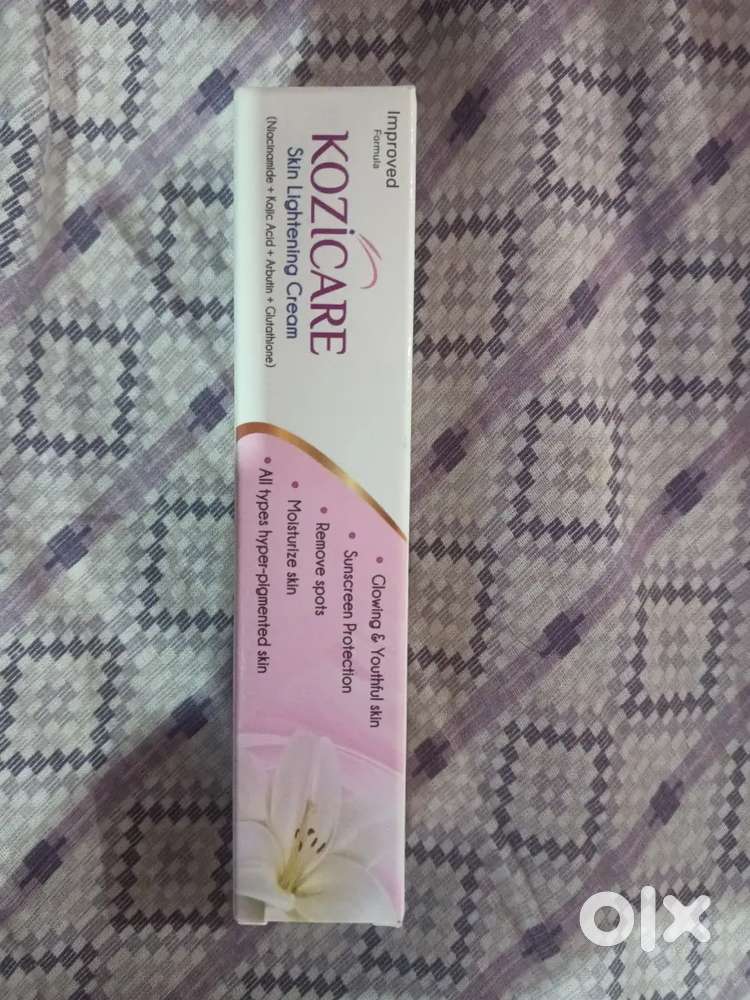 Improved
Formula
KOZiCARE
Skin Lightening Cream
(Niacinamide + Kojic Acid + Arbutin + Glutathione)
• Glowing & Youthful skin
• Sunscreen Protection
• Remove spots
• Moisturize skin
• All types hyper-pigmented skin
olx